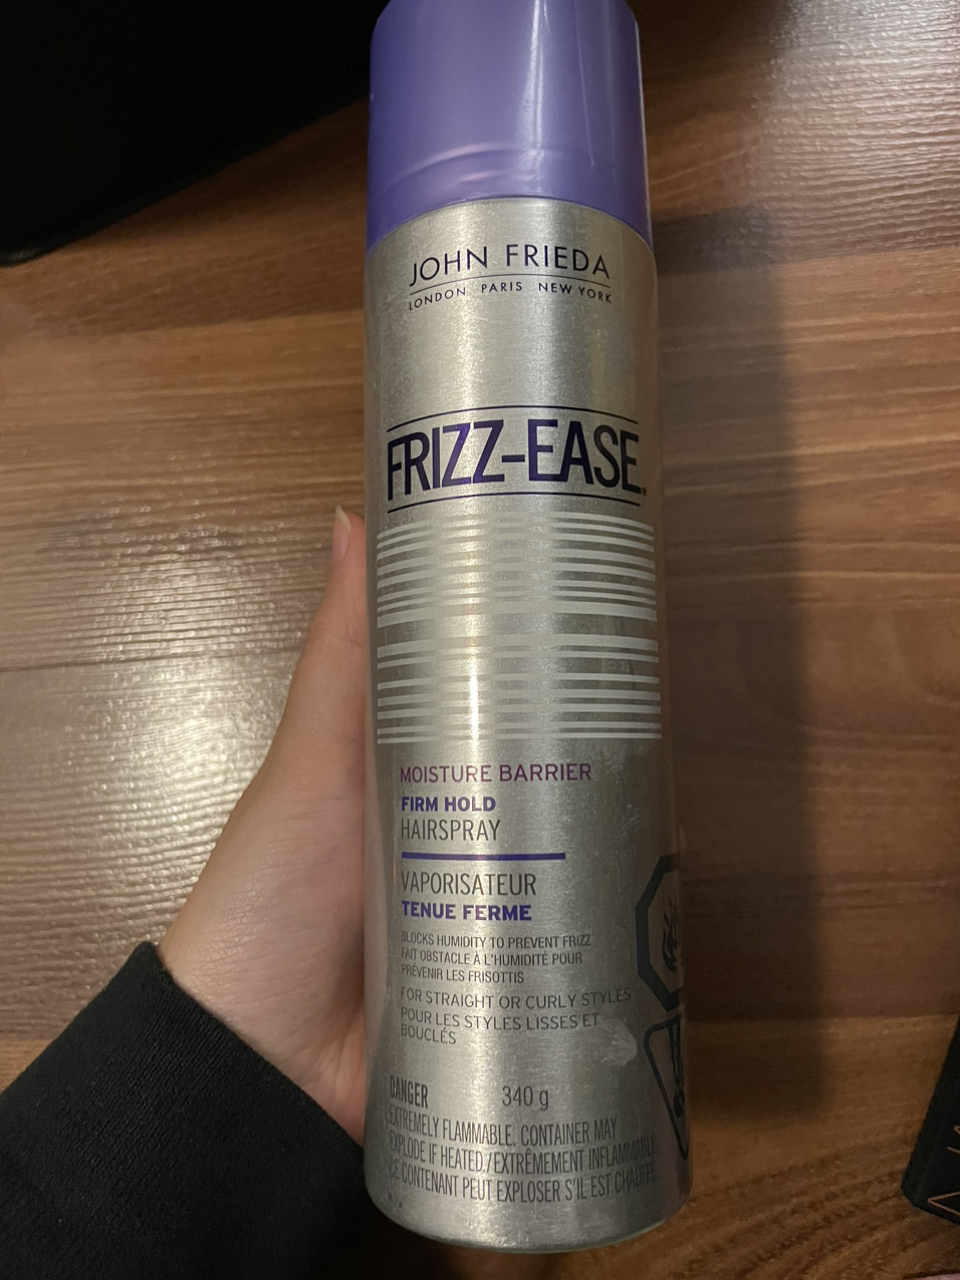 JOHN FRIEDA
LONDON PARIS NEW YORK
FRIZZ-EASE.
MOISTURE BARRIER
FIRM HOLD
HAIRSPRAY
VAPORISATEUR
TENUE FERME
BLOCKS HUMIDITY TO PREVENT FRIZZ
FAIT OBSTACLE À L'HUMIDITÉ POUR
PRÉVENIR LES FRISOTTIS
FOR STRAIGHT OR CURLY STYLES
POUR LES STYLES LISSES ET
BOUCLÉS
DANGER 340 g
EXTREMELY FLAMMABLE. CONTAINER MAY
EXPLODE IF HEATED./EXTRÊMEMENT INFLAMMABLE.
CE CONTENANT PEUT EXPLOSER S'IL EST CHAUFFÉ.